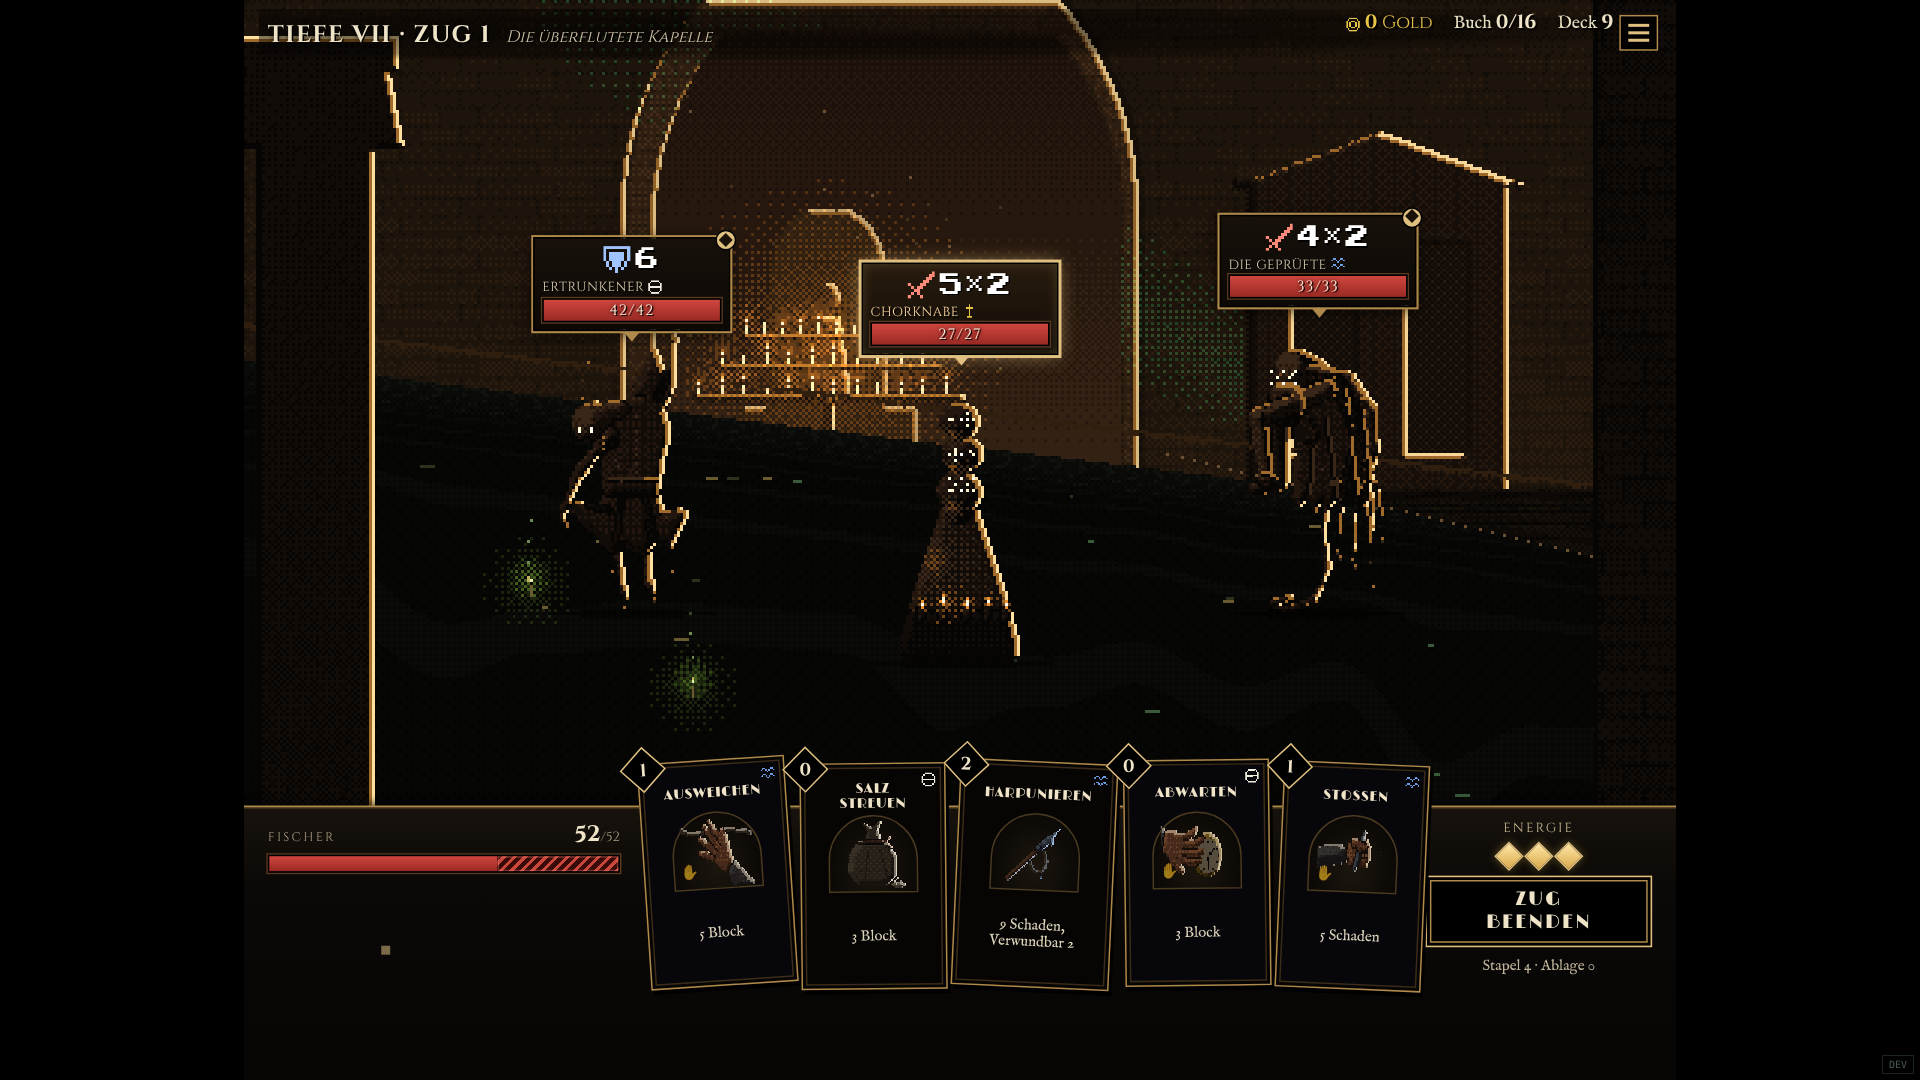 TIEFE VII · ZUG 1 DIE ÜBERFLUTETE KAPELLE
0 GOLD Buch 0/16 Deck 9
6
ERTRUNKENER
42/42
5×2
CHORKNABE
27/27
4×2
DIE GEPRÜFTE
33/33
FISCHER 52/52
1
AUSWEICHEN
5 Block
0
SALZ
STREUEN
3 Block
2
HARPUNIEREN
9 Schaden,
Verwundbar 2
0
ABWARTEN
3 Block
1
STOSSEN
5 Schaden
ENERGIE
ZUG
BEENDEN
Stapel 4 · Ablage 0
DEV